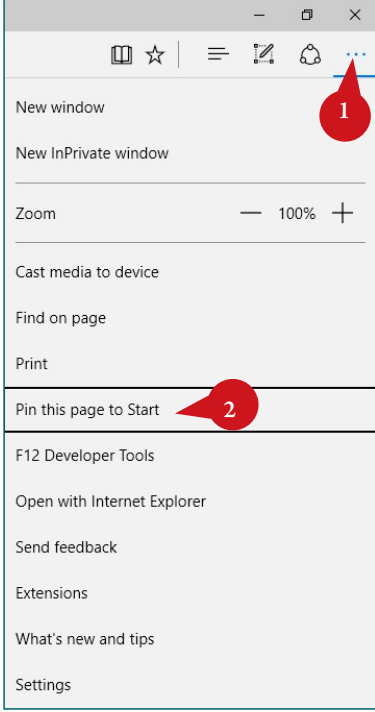 1
New window
New InPrivate window
Zoom 100%
Cast media to device
Find on page
Print
Pin this page to Start 2
F12 Developer Tools
Open with Internet Explorer
Send feedback
Extensions
What's new and tips
Settings